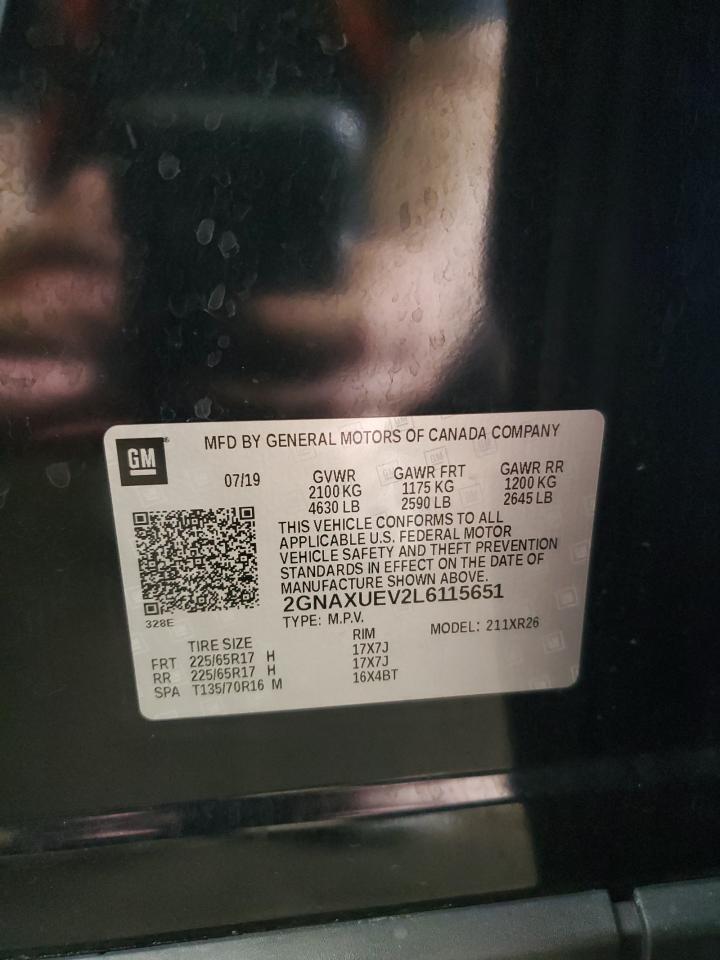 GM
MFD BY GENERAL MOTORS OF CANADA COMPANY
07/19
GVWR
2100 KG
4630 LB
GAWR FRT
1175 KG
2590 LB
GAWR RR
1200 KG
2645 LB
THIS VEHICLE CONFORMS TO ALL
APPLICABLE U.S. FEDERAL MOTOR
VEHICLE SAFETY AND THEFT PREVENTION
STANDARDS IN EFFECT ON THE DATE OF
MANUFACTURE SHOWN ABOVE.
2GNAXUEV2L6115651
TYPE: M.P.V.
MODEL: 211XR26
328E
TIRE SIZE RIM
FRT 225/65R17 H 17X7J
RR 225/65R17 H 17X7J
SPA T135/70R16 M 16X4BT